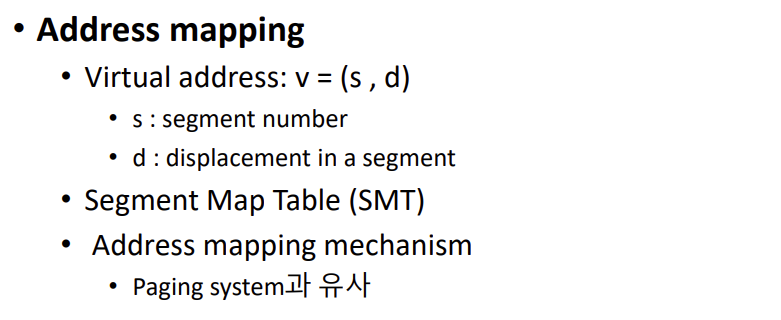 • Address mapping
• Virtual address: v = (s , d)
• s : segment number
• d : displacement in a segment
• Segment Map Table (SMT)
• Address mapping mechanism
• Paging system과 유사